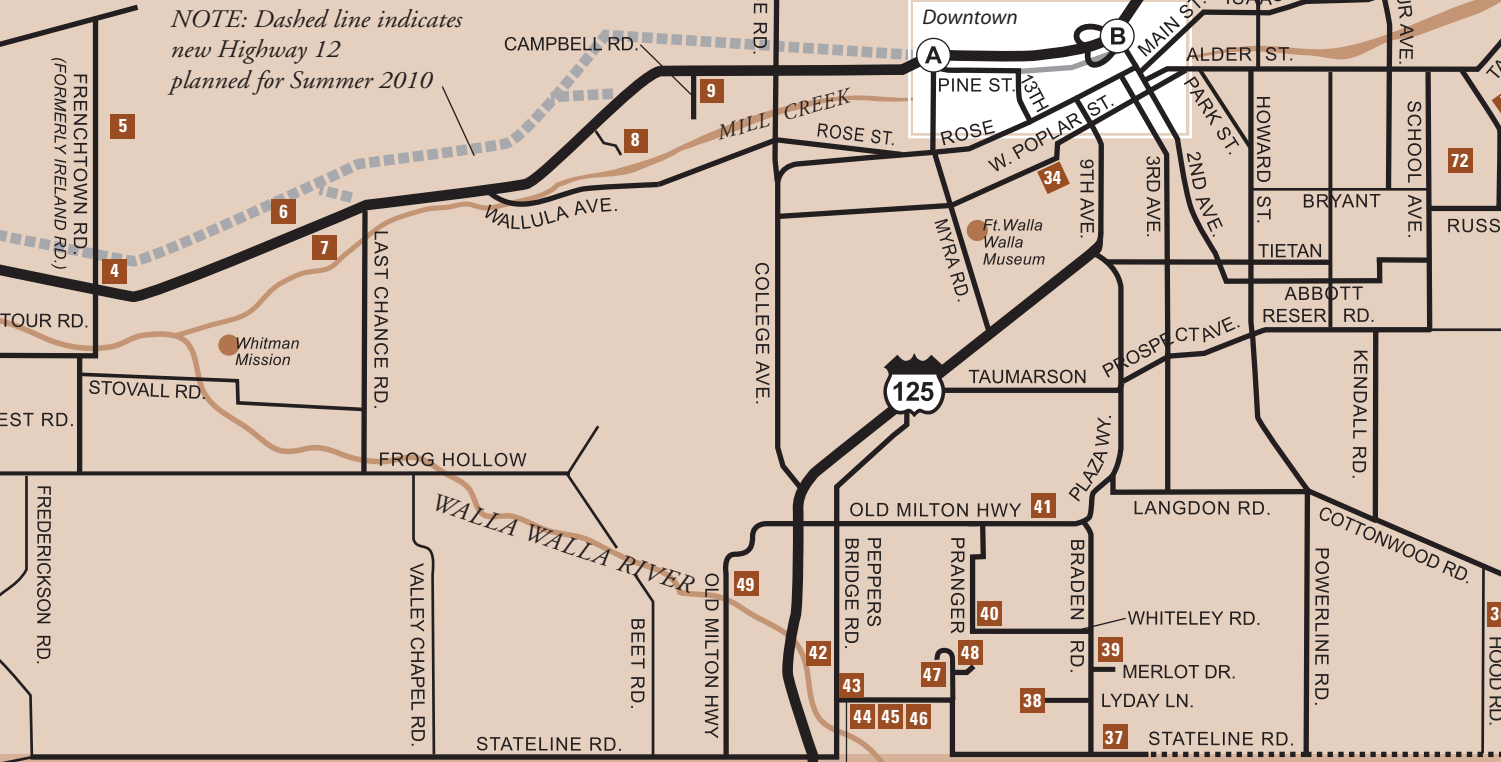 NOTE: Dashed line indicates
new Highway 12
planned for Summer 2010
Downtown
A
B
MAIN ST.
ALDER ST.
PINE ST.
13TH
ROSE
W. POPLAR ST.
PARK ST.
HOWARD ST.
SCHOOL AVE.
CAMPBELL RD.
E RD.
UR AVE.
FRENCHTOWN RD.
(FORMERLY IRELAND RD.)
5
9
8
MILL CREEK
ROSE ST.
72
34
9TH AVE.
3RD AVE.
2ND AVE.
BRYANT
RUSS
6
7
4
WALLULA AVE.
LAST CHANCE RD.
COLLEGE AVE.
MYRA RD.
Ft.Walla
Walla
Museum
TIETAN
ABBOTT
RESER RD.
TOUR RD.
Whitman
Mission
STOVALL RD.
EST RD.
125
TAUMARSON
PROSPECT AVE.
KENDALL RD.
PLAZA WY.
FROG HOLLOW
WALLA WALLA RIVER
OLD MILTON HWY
41
LANGDON RD.
COTTONWOOD RD.
FREDERICKSON RD.
VALLEY CHAPEL RD.
BEET RD.
OLD MILTON HWY
49
PEPPERS
BRIDGE RD.
PRANGER
BRADEN RD.
POWERLINE RD.
HOOD RD.
40
WHITELEY RD.
39
MERLOT DR.
42
48
47
43
38
LYDAY LN.
44
45
46
37
STATELINE RD.
STATELINE RD.